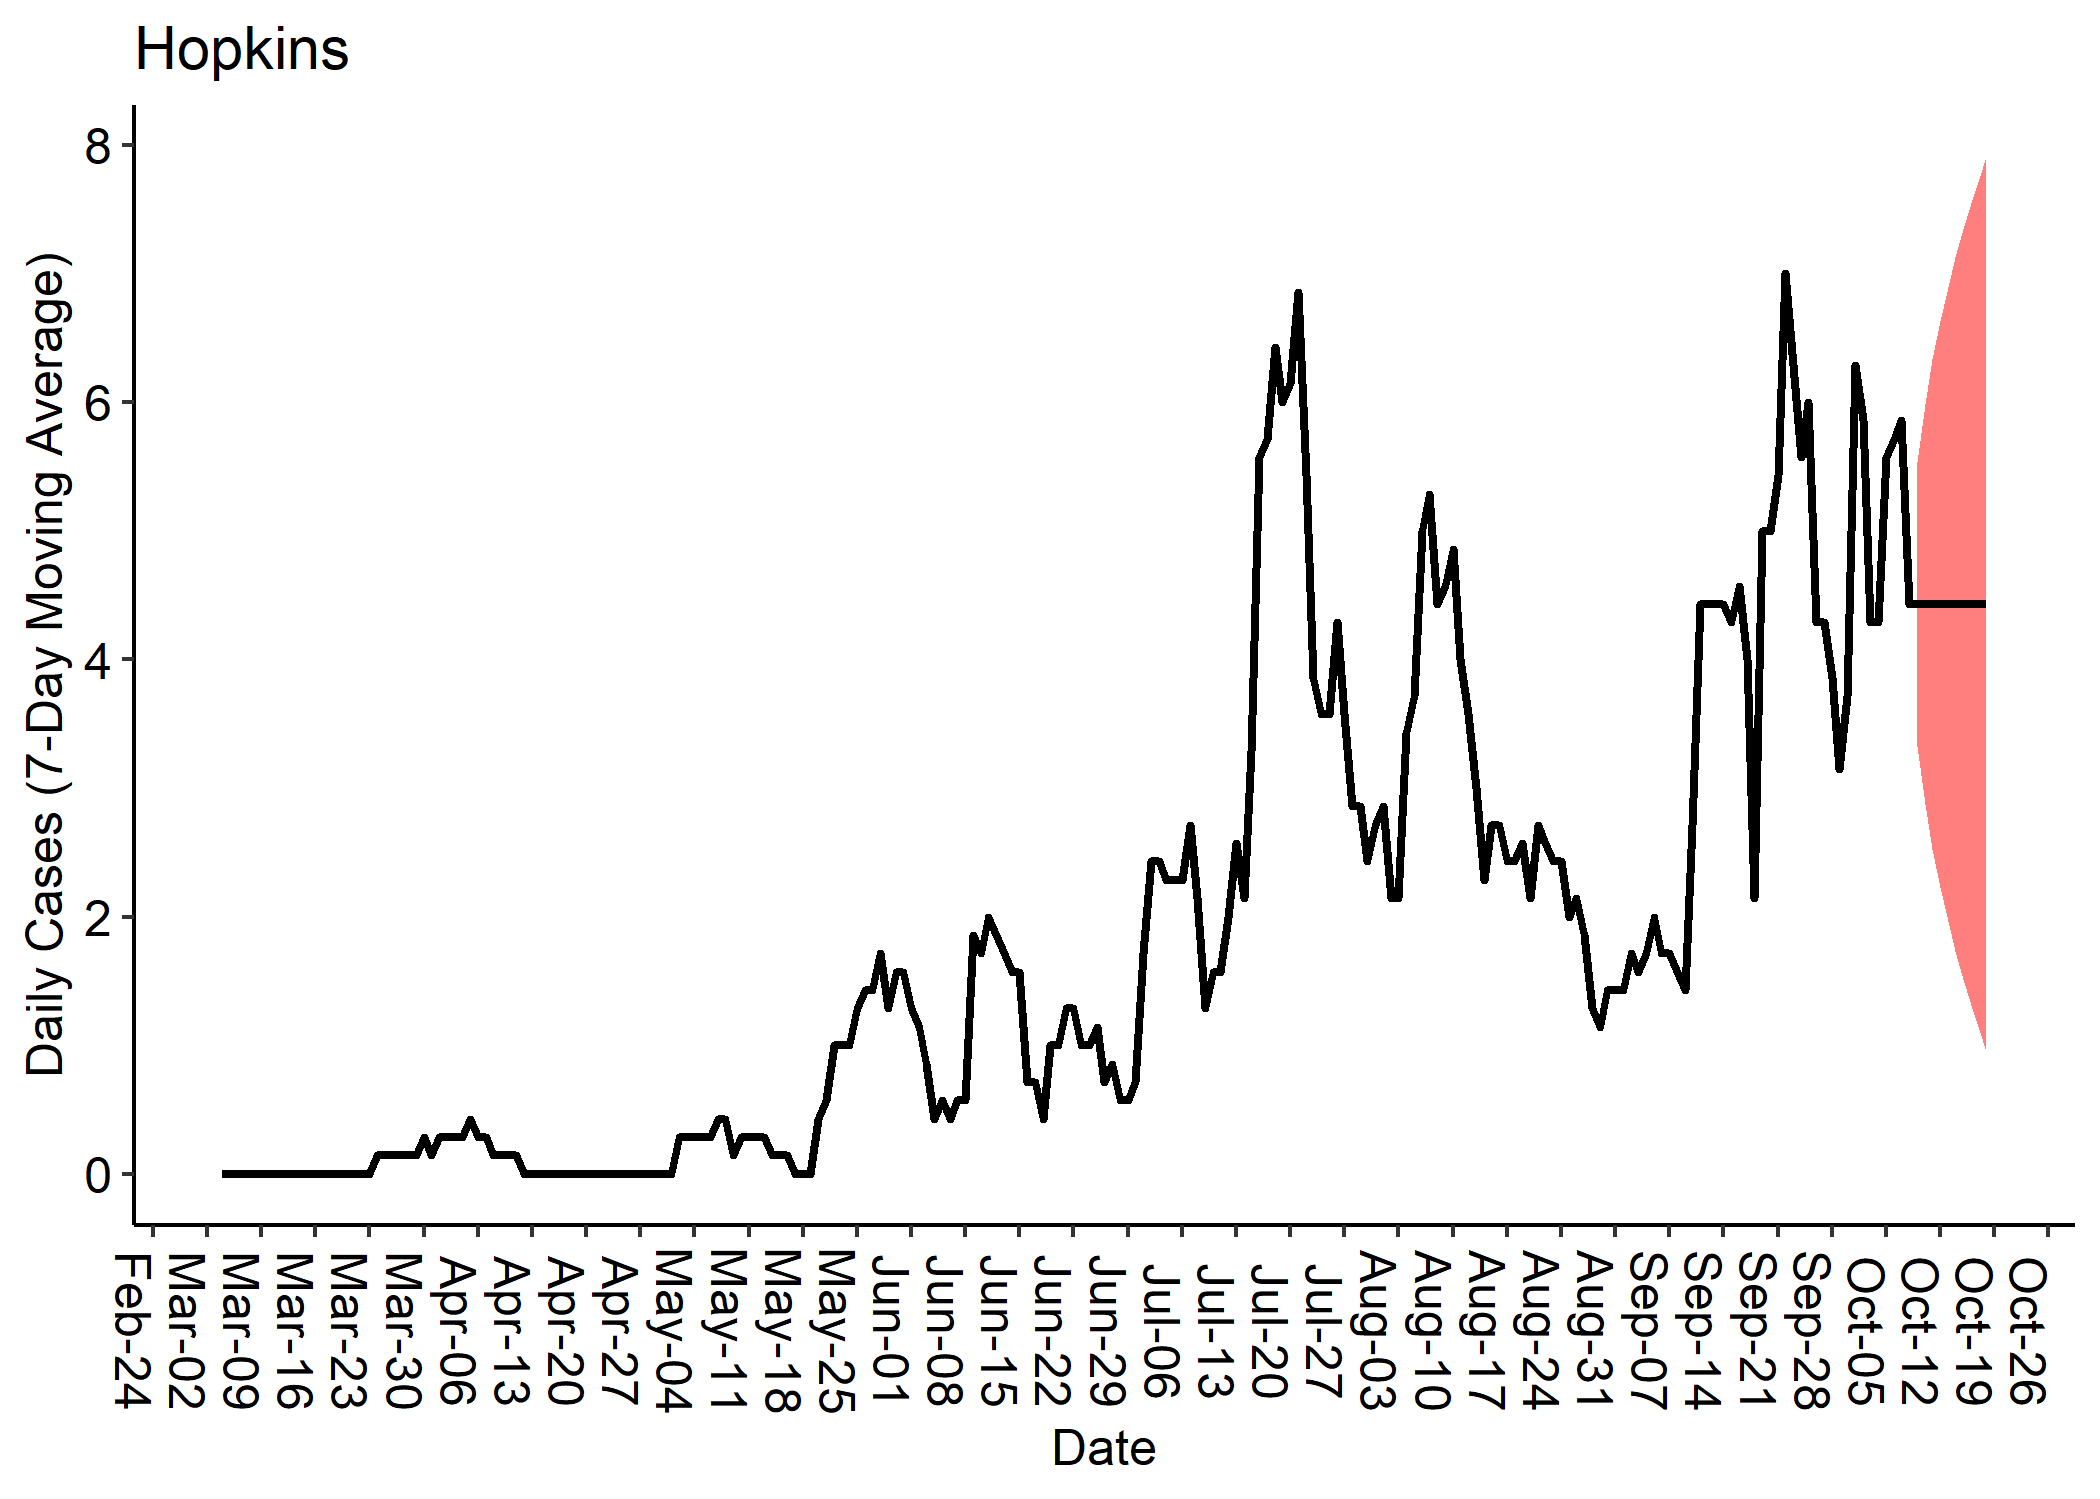 Hopkins
Daily Cases (7-Day Moving Average)
8
6
4
2
0
Feb-24
Mar-02
Mar-09
Mar-16
Mar-23
Mar-30
Apr-06
Apr-13
Apr-20
Apr-27
May-04
May-11
May-18
May-25
Jun-01
Jun-08
Jun-15
Jun-22
Jun-29
Jul-06
Jul-13
Jul-20
Jul-27
Aug-03
Aug-10
Aug-17
Aug-24
Aug-31
Sep-07
Sep-14
Sep-21
Sep-28
Oct-05
Oct-12
Oct-19
Oct-26
Date